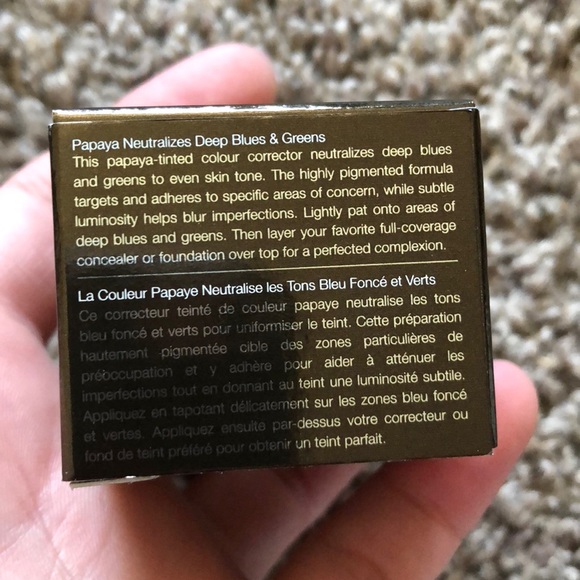 Papaya Neutralizes Deep Blues & Greens
This papaya-tinted colour corrector neutralizes deep blues
and greens to even skin tone. The highly pigmented formula
targets and adheres to specific areas of concern, while subtle
luminosity helps blur imperfections. Lightly pat onto areas of
deep blues and greens. Then layer your favorite full-coverage
concealer or foundation over top for a perfected complexion.
La Couleur Papaye Neutralise les Tons Bleu Foncé et Verts
Ce correcteur teinté de couleur papaye neutralise les tons
bleu foncé et verts pour uniformiser le teint. Cette préparation
hautement pigmentée cible des zones particulières de
préoccupation et y adhère pour aider à atténuer les
imperfections tout en donnant au teint une luminosité subtile.
Appliquez en tapotant délicatement sur les zones bleu foncé
et vertes. Appliquez ensuite par-dessus votre correcteur ou
fond de teint préféré pour obtenir un teint parfait.